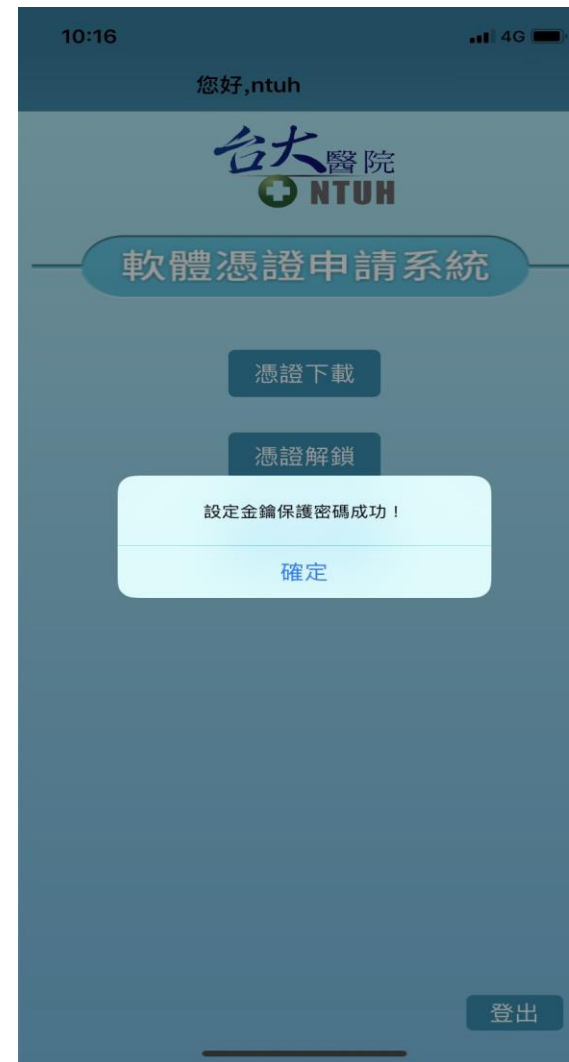 10:16 4G
您好,ntuh
台大醫院
NTUH
軟體憑證申請系統
憑證下載
憑證解鎖
設定金鑰保護密碼成功！
確定
登出